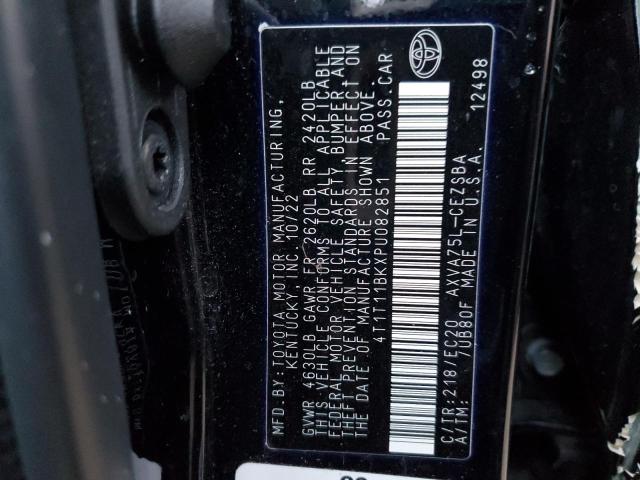 MFD.BY:TOYOTA MOTOR MANUFACTURING,
KENTUCKY, INC. 10/22
GVWR 4630LB GAWR FR 2620LB RR 2420LB
THIS VEHICLE CONFORMS TO ALL APPLICABLE
FEDERAL MOTOR VEHICLE SAFETY, BUMPER AND
THEFT PREVENTION STANDARDS IN EFFECT ON
THE DATE OF MANUFACTURE SHOWN ABOVE.
4T1T11BKXPU082851 PASS.CAR
C/TR:218/EC20 AXVA75L-CEZSBA
A/TM: 7UB80F MADE IN U.S.A. 12498